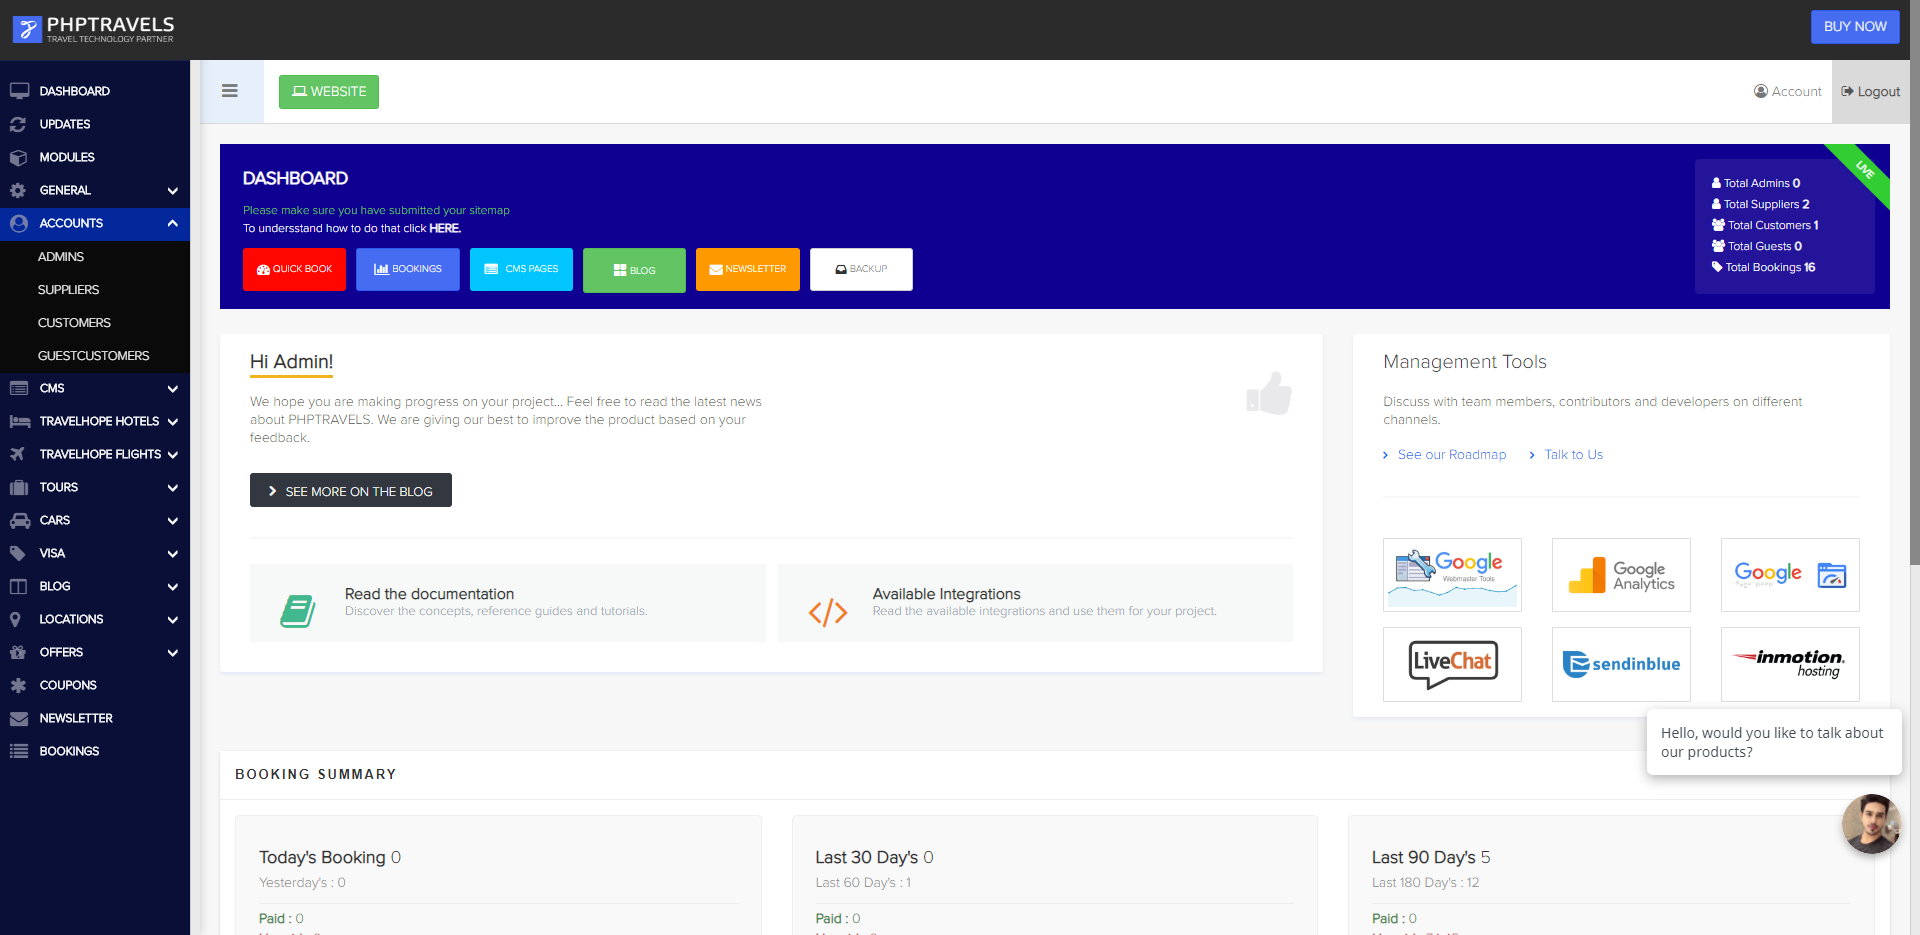 PHPTRAVELS
TRAVEL TECHNOLOGY PARTNER
BUY NOW
DASHBOARD
UPDATES
MODULES
GENERAL
ACCOUNTS
ADMINS
SUPPLIERS
CUSTOMERS
GUESTCUSTOMERS
CMS
TRAVELHOPE HOTELS
TRAVELHOPE FLIGHTS
TOURS
CARS
VISA
BLOG
LOCATIONS
OFFERS
COUPONS
NEWSLETTER
BOOKINGS
WEBSITE
Account
Logout
DASHBOARD
Please make sure you have submitted your sitemap
To undersstand how to do that click HERE.
QUICK BOOK
BOOKINGS
CMS PAGES
BLOG
NEWSLETTER
BACKUP
LIVE
Total Admins 0
Total Suppliers 2
Total Customers 1
Total Guests 0
Total Bookings 16
Hi Admin!
We hope you are making progress on your project... Feel free to read the latest news
about PHPTRAVELS. We are giving our best to improve the product based on your
feedback.
SEE MORE ON THE BLOG
Read the documentation
Discover the concepts, reference guides and tutorials.
Available Integrations
Read the available integrations and use them for your project.
Management Tools
Discuss with team members, contributors and developers on different
channels.
See our Roadmap
Talk to Us
Google
Webmaster Tools
Google
Analytics
Google
LiveChat
sendinblue
inmotion
hosting
Hello, would you like to talk about
our products?
BOOKING SUMMARY
Today's Booking 0
Yesterday's : 0
Paid : 0
Last 30 Day's 0
Last 60 Day's : 1
Paid : 0
Last 90 Day's 5
Last 180 Day's : 12
Paid : 0